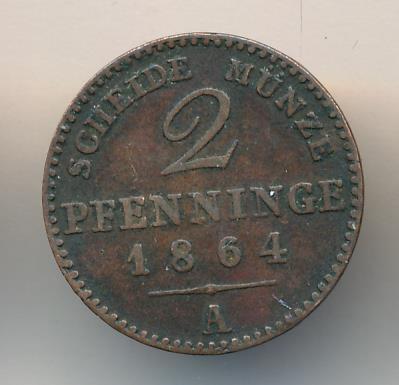 SCHEIDE MÜNZE
2
PFENNINGE
1864
A